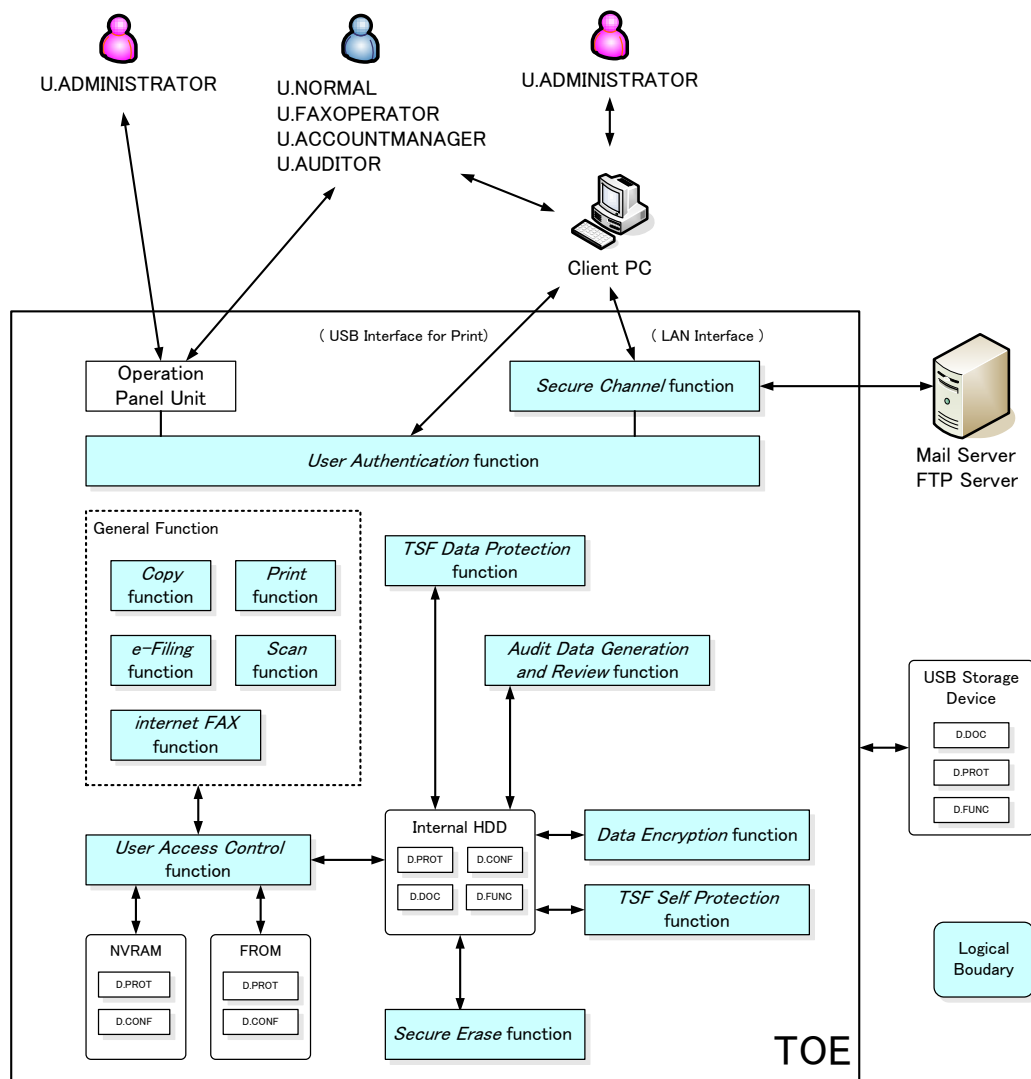 U.ADMINISTRATOR
U.NORMAL
U.FAXOPERATOR
U.ACCOUNTMANAGER
U.AUDITOR
U.ADMINISTRATOR
Client PC
( USB Interface for Print)
( LAN Interface )
Operation
Panel Unit
Secure Channel function
User Authentication function
Mail Server
FTP Server
General Function
Copy
function
Print
function
e-Filing
function
Scan
function
internet FAX
function
TSF Data Protection
function
Audit Data Generation
and Review function
USB Storage
Device
D.DOC
D.PROT
D.FUNC
User Access Control
function
Internal HDD
D.PROT
D.CONF
D.DOC
D.FUNC
Data Encryption function
TSF Self Protection
function
NVRAM
D.PROT
D.CONF
FROM
D.PROT
D.CONF
Secure Erase function
Logical
Boudary
TOE